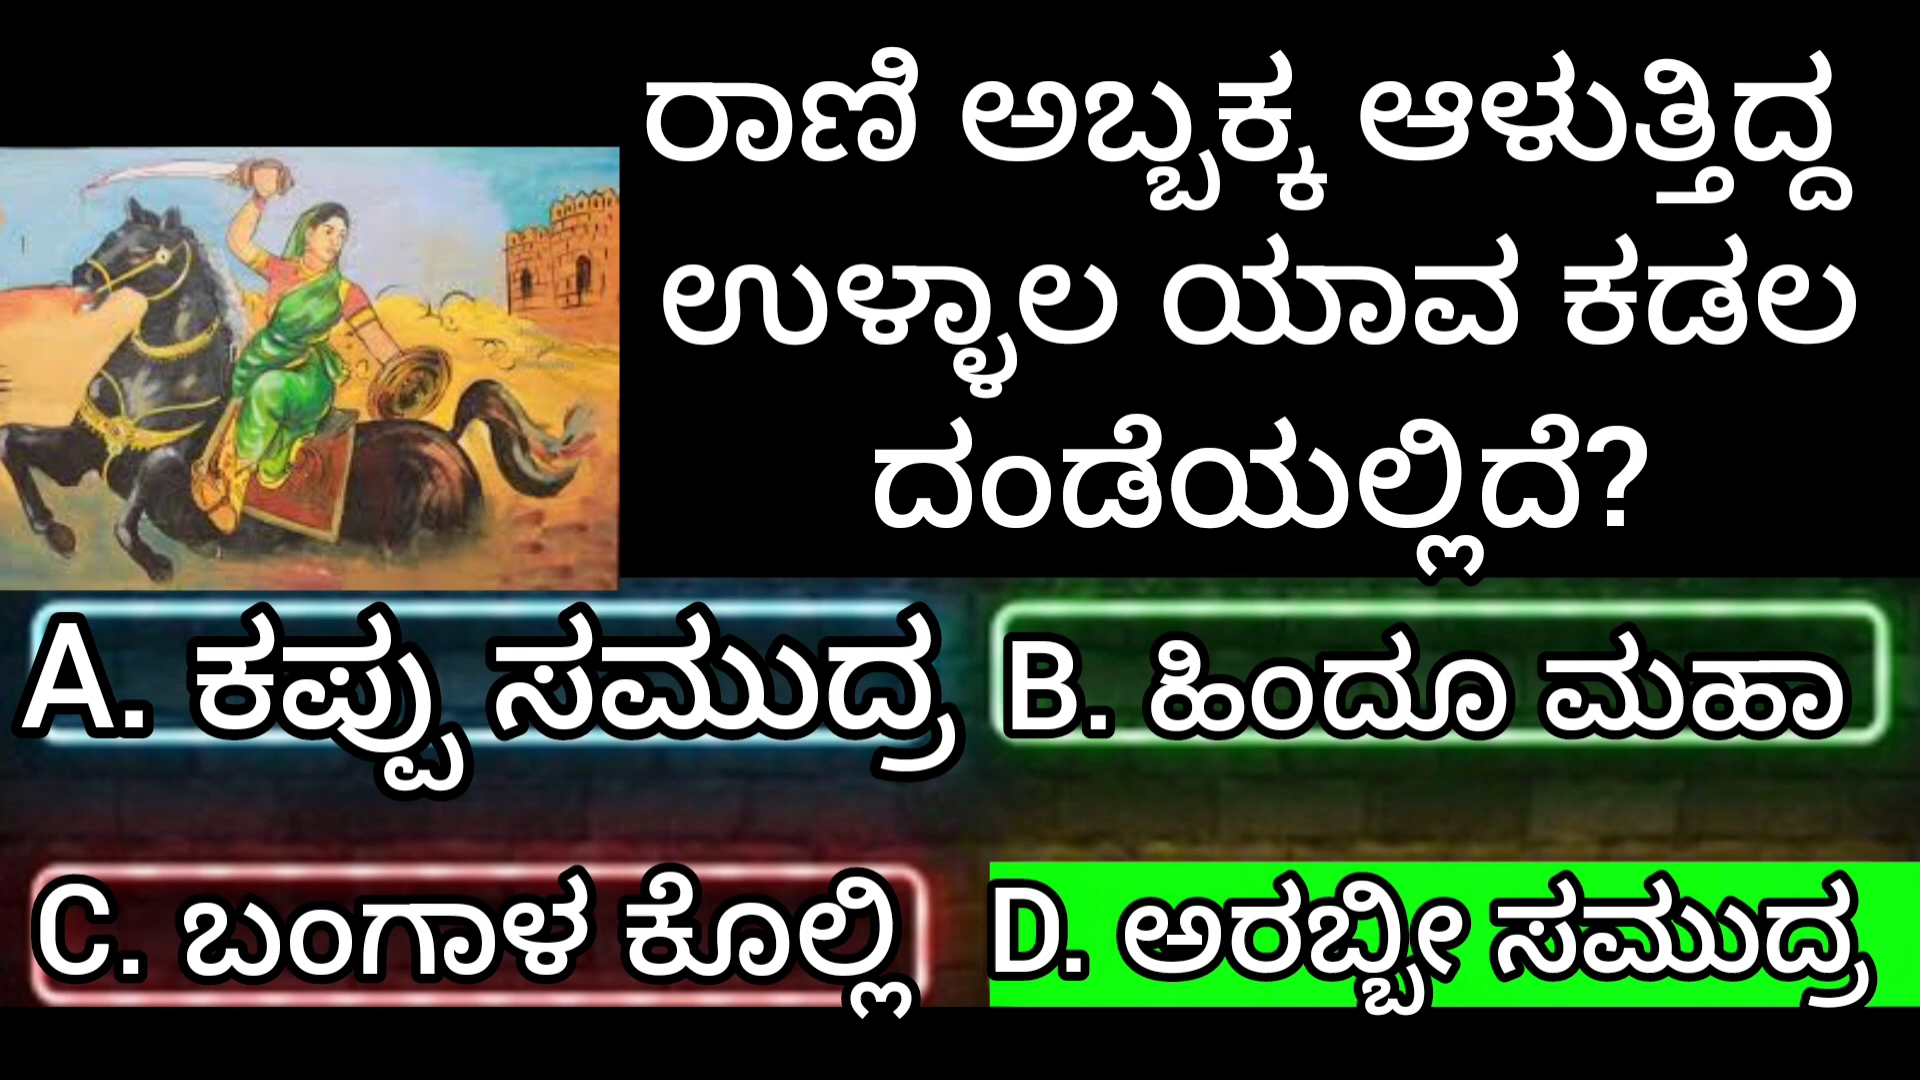 ರಾಣಿ ಅಬ್ಬಕ್ಕ ಆಳುತ್ತಿದ್ದ
ಉಳ್ಳಾಲ ಯಾವ ಕಡಲ
ದಂಡೆಯಲ್ಲಿದೆ?
A. ಕಪ್ಪು ಸಮುದ್ರ
B. ಹಿಂದೂ ಮಹಾ
C. ಬಂಗಾಳ ಕೊಲ್ಲಿ
D. ಅರಬ್ಬೀ ಸಮುದ್ರ